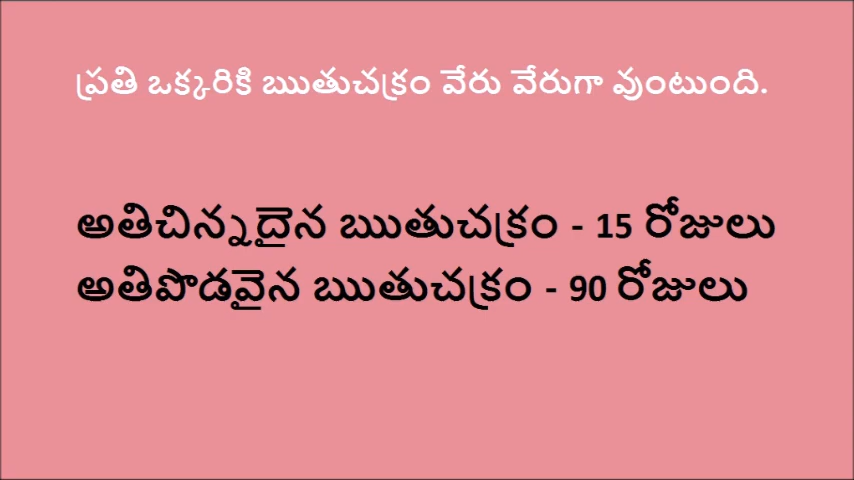 ప్రతి ఒక్కరికి ఋతుచక్రం వేరు వేరుగా వుంటుంది.
అతిచిన్నదైన ఋతుచక్రం - 15 రోజులు
అతిపొడవైన ఋతుచక్రం - 90 రోజులు